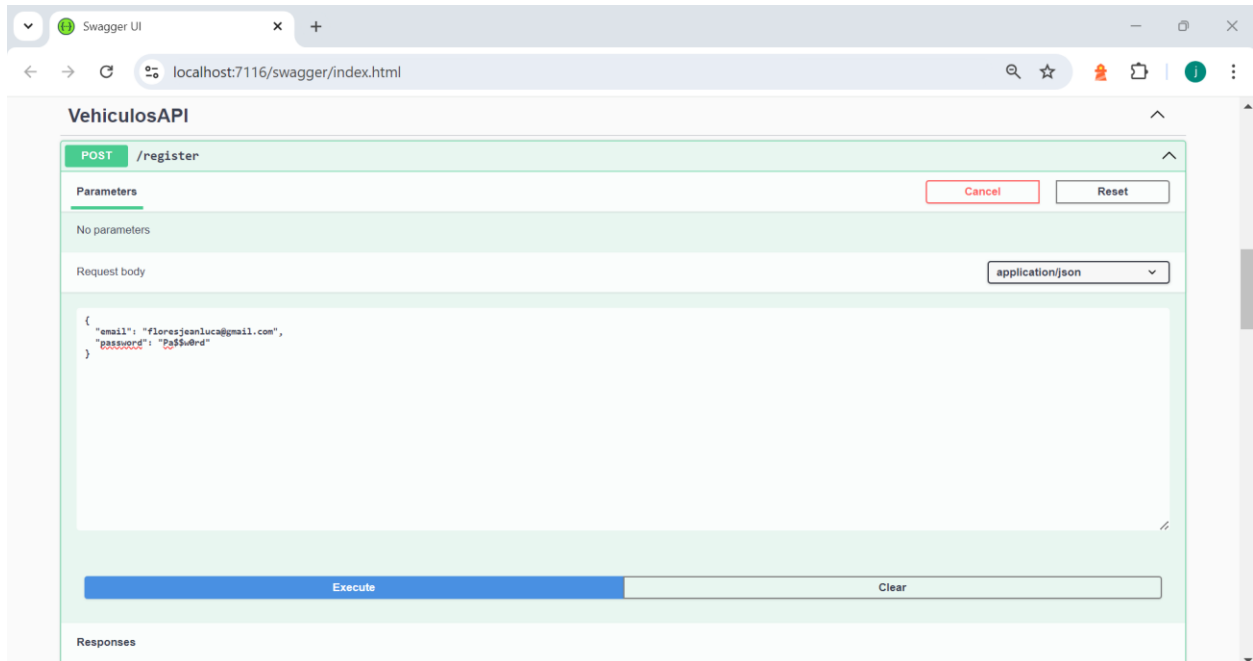 Swagger UI
localhost:7116/swagger/index.html
j
VehiculosAPI
POST /register
Parameters
Cancel
Reset
No parameters
Request body
application/json
{
"email": "floresjeanluca@gmail.com",
"password": "Pa$$w0rd"
}
Execute
Clear
Responses